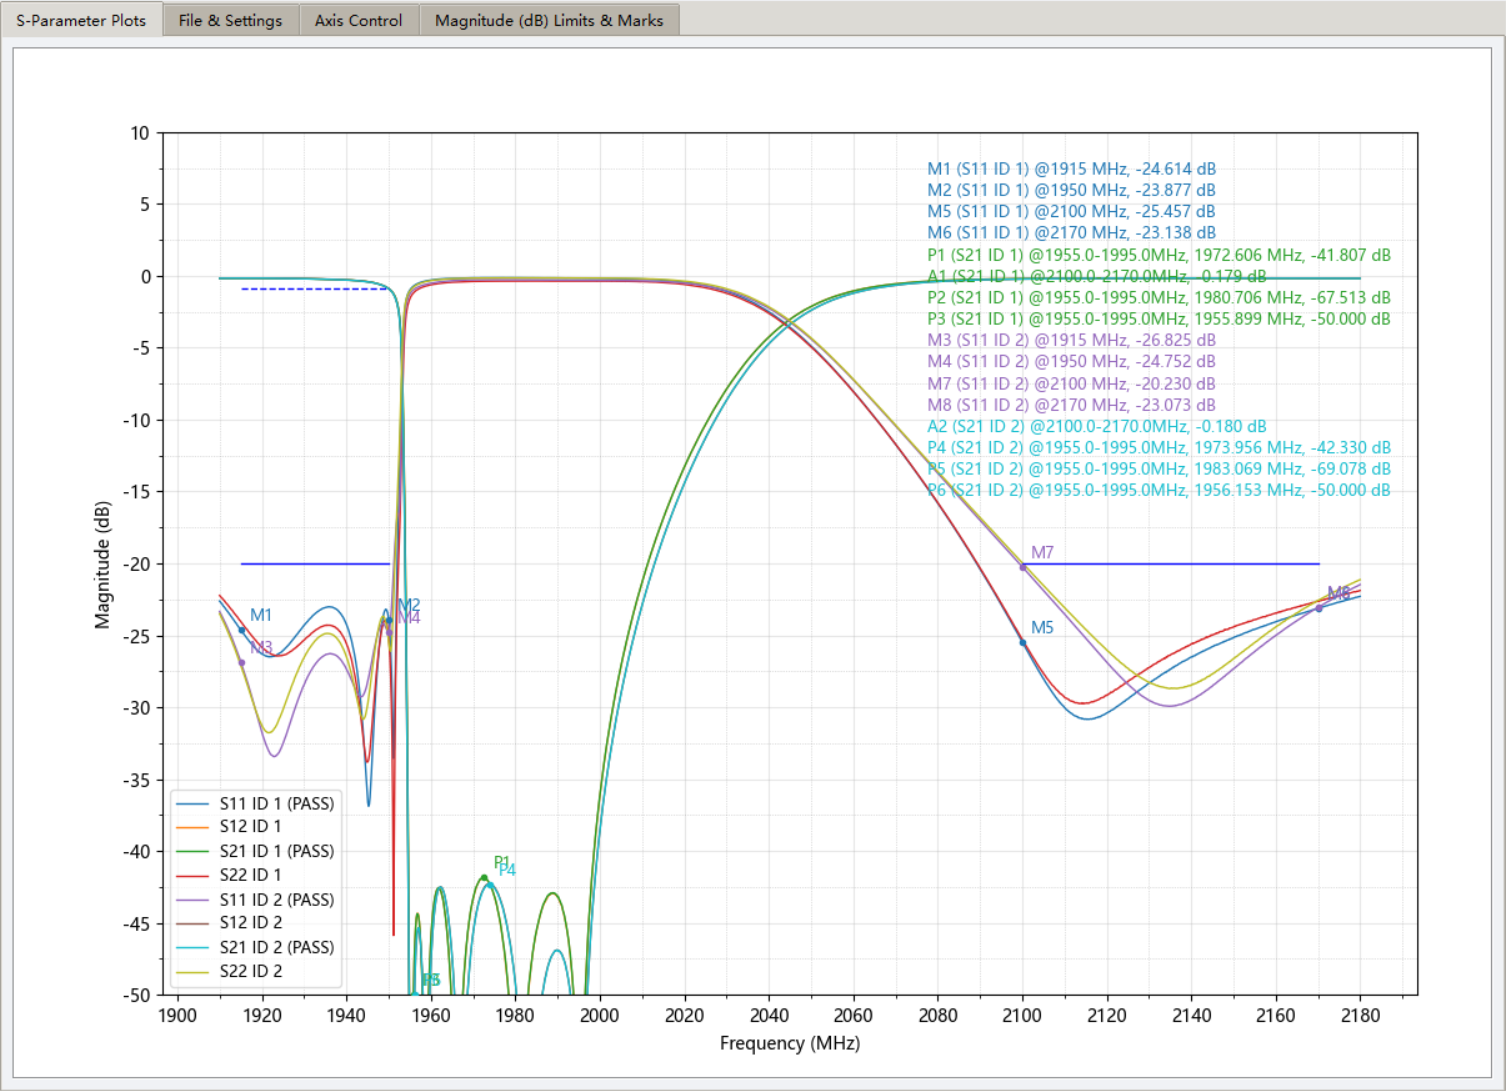 S-Parameter Plots
File & Settings
Axis Control
Magnitude (dB) Limits & Marks
10
5
0
-5
-10
-15
-20
-25
-30
-35
-40
-45
-50
Magnitude (dB)
M1 (S11 ID 1) @1915 MHz, -24.614 dB
M2 (S11 ID 1) @1950 MHz, -23.877 dB
M5 (S11 ID 1) @2100 MHz, -25.457 dB
M6 (S11 ID 1) @2170 MHz, -23.138 dB
P1 (S21 ID 1) @1955.0-1995.0MHz, 1972.606 MHz, -41.807 dB
A1 (S21 ID 1) @2100.0-2170.0MHz, -0.179 dB
P2 (S21 ID 1) @1955.0-1995.0MHz, 1980.706 MHz, -67.513 dB
P3 (S21 ID 1) @1955.0-1995.0MHz, 1955.899 MHz, -50.000 dB
M3 (S11 ID 2) @1915 MHz, -26.825 dB
M4 (S11 ID 2) @1950 MHz, -24.752 dB
M7 (S11 ID 2) @2100 MHz, -20.230 dB
M8 (S11 ID 2) @2170 MHz, -23.073 dB
A2 (S21 ID 2) @2100.0-2170.0MHz, -0.180 dB
P4 (S21 ID 2) @1955.0-1995.0MHz, 1973.956 MHz, -42.330 dB
P5 (S21 ID 2) @1955.0-1995.0MHz, 1983.069 MHz, -69.078 dB
P6 (S21 ID 2) @1955.0-1995.0MHz, 1956.153 MHz, -50.000 dB
M7
M1
M2
M4
M3
M5
P1
P4
S11 ID 1 (PASS)
S12 ID 1
S21 ID 1 (PASS)
S22 ID 1
S11 ID 2 (PASS)
S12 ID 2
S21 ID 2 (PASS)
S22 ID 2
1900 1920 1940 1960 1980 2000 2020 2040 2060 2080 2100 2120 2140 2160 2180
Frequency (MHz)